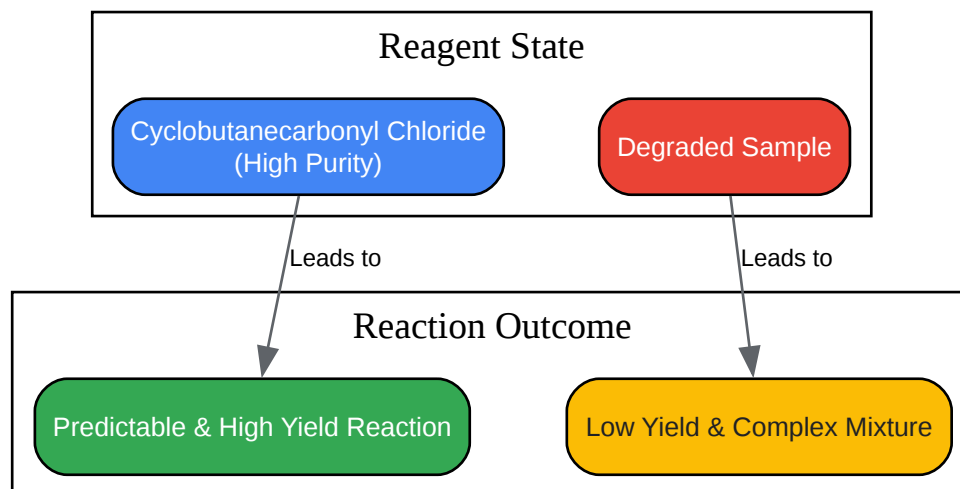 Reagent State
Cyclobutanecarbonyl Chloride
(High Purity)
Degraded Sample
Leads to
Leads to
Reaction Outcome
Predictable & High Yield Reaction
Low Yield & Complex Mixture